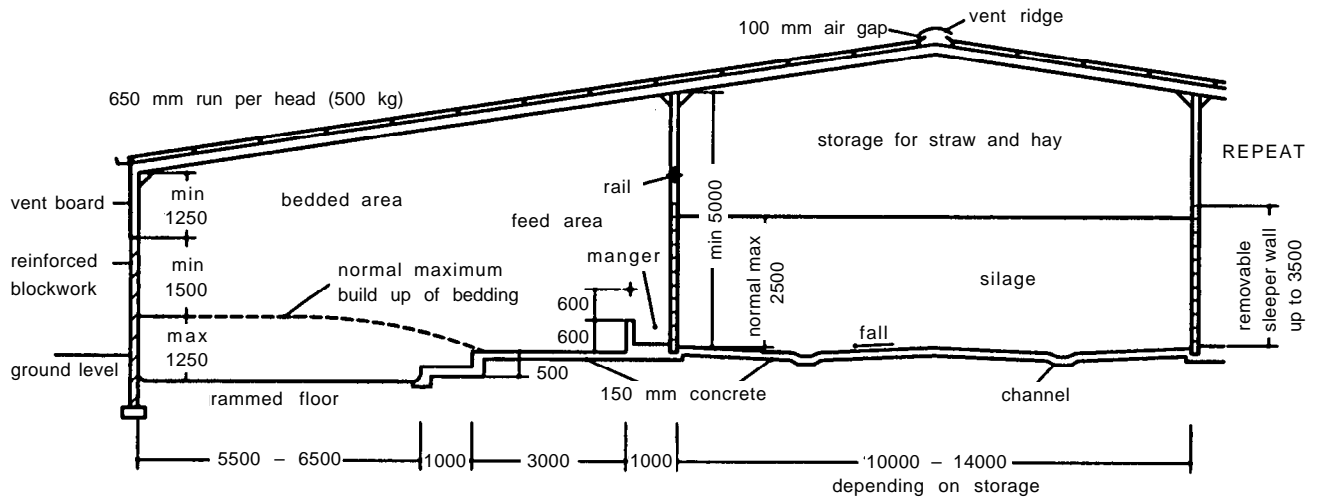 vent ridge
100 mm air gap
650 mm run per head (500 kg)
storage for straw and hay
REPEAT
vent board
min
1250
bedded area
rail
feed area
min 5000
reinforced
blockwork
min
1500
normal maximum
build up of bedding
manger
600
600
normal max
2500
silage
removable
sleeper wall
up to 3500
max
1250
fall
ground level
500
rammed floor
150 mm concrete
channel
5500 – 6500
1000
3000
1000
10000 – 14000
depending on storage